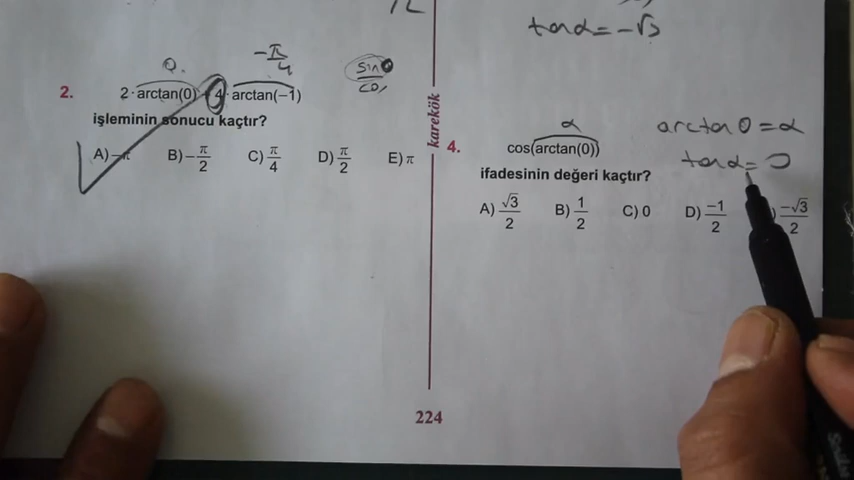 tanα = -√3
0. -π/4 sin0/cos
2. 2·arctan(0) + 4·arctan(-1)
işleminin sonucu kaçtır?
A) -π B) -π/2 C) π/4 D) π/2 E) π
karekök
α
4. cos(arctan(0))
ifadesinin değeri kaçtır?
A) √3/2 B) 1/2 C) 0 D) -1/2 ) -√3/2
arctan 0 = α
tanα = 0
224